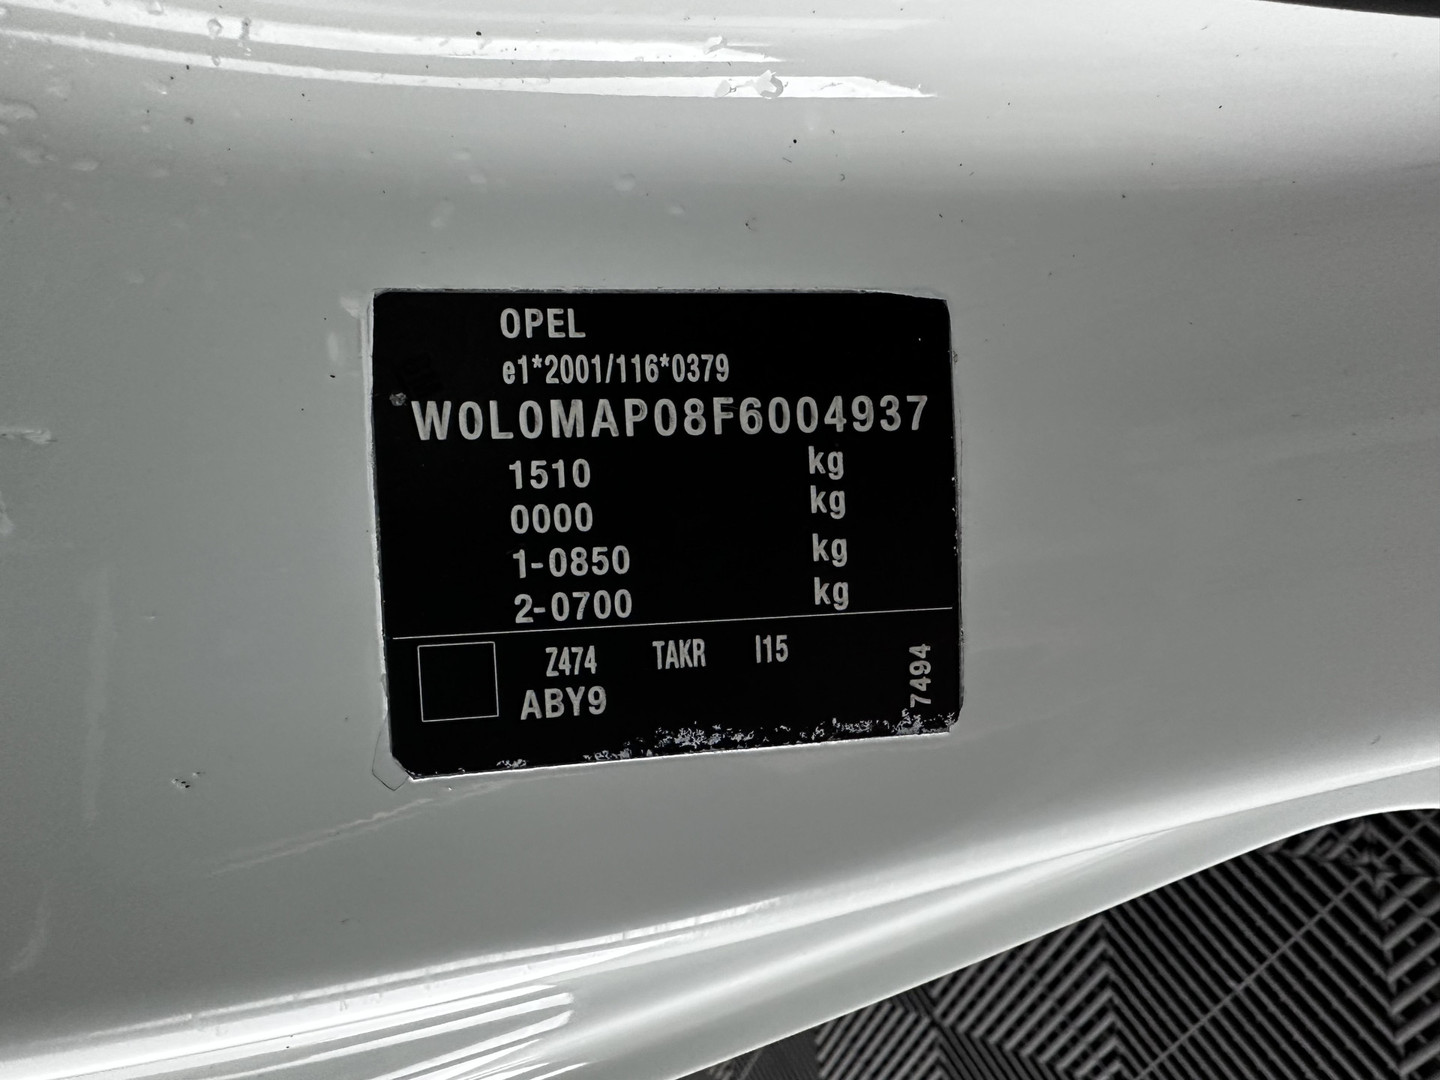 OPEL
e1*2001/116*0379
W0L0MAP08F6004937
1510 kg
0000 kg
1-0850 kg
2-0700 kg
Z474 TAKR I15
ABY9
7494